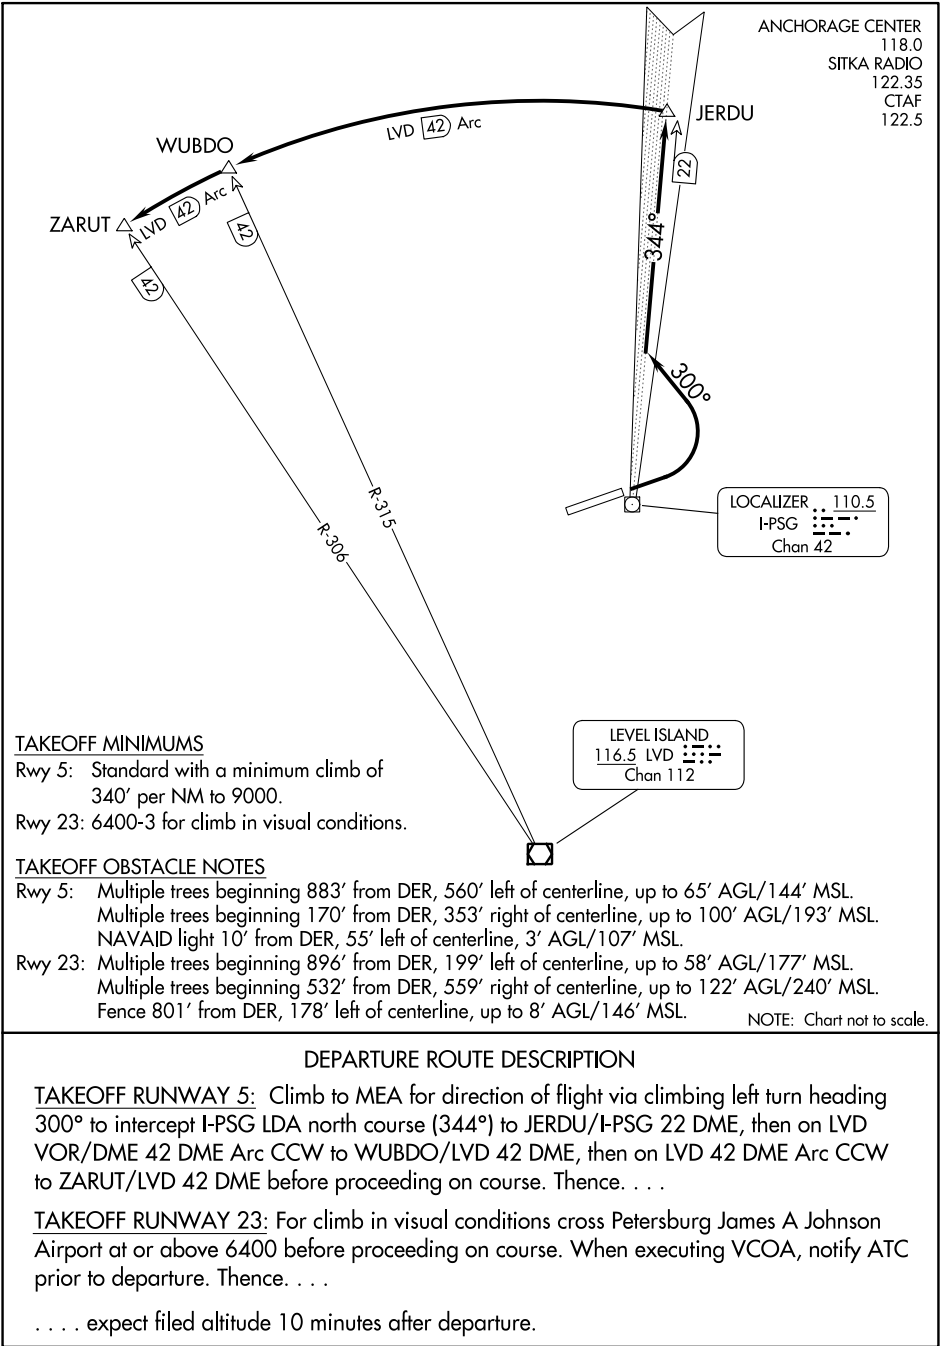 ANCHORAGE CENTER
118.0
SITKA RADIO
122.35
CTAF
122.5
JERDU
LVD 42 Arc
WUBDO
22
LVD 42 Arc
ZARUT
42
42
344°
300°
R-315
R-306
LOCALIZER 110.5
I-PSG
Chan 42
LEVEL ISLAND
116.5 LVD
Chan 112
TAKEOFF MINIMUMS
Rwy 5: Standard with a minimum climb of
340' per NM to 9000.
Rwy 23: 6400-3 for climb in visual conditions.
TAKEOFF OBSTACLE NOTES
Rwy 5: Multiple trees beginning 883' from DER, 560' left of centerline, up to 65' AGL/144' MSL.
Multiple trees beginning 170' from DER, 353' right of centerline, up to 100' AGL/193' MSL.
NAVAID light 10' from DER, 55' left of centerline, 3' AGL/107' MSL.
Rwy 23: Multiple trees beginning 896' from DER, 199' left of centerline, up to 58' AGL/177' MSL.
Multiple trees beginning 532' from DER, 559' right of centerline, up to 122' AGL/240' MSL.
Fence 801' from DER, 178' left of centerline, up to 8' AGL/146' MSL.
NOTE: Chart not to scale.
DEPARTURE ROUTE DESCRIPTION
TAKEOFF RUNWAY 5: Climb to MEA for direction of flight via climbing left turn heading
300° to intercept I-PSG LDA north course (344°) to JERDU/I-PSG 22 DME, then on LVD
VOR/DME 42 DME Arc CCW to WUBDO/LVD 42 DME, then on LVD 42 DME Arc CCW
to ZARUT/LVD 42 DME before proceeding on course. Thence. . . .
TAKEOFF RUNWAY 23: For climb in visual conditions cross Petersburg James A Johnson
Airport at or above 6400 before proceeding on course. When executing VCOA, notify ATC
prior to departure. Thence. . . .
. . . . expect filed altitude 10 minutes after departure.